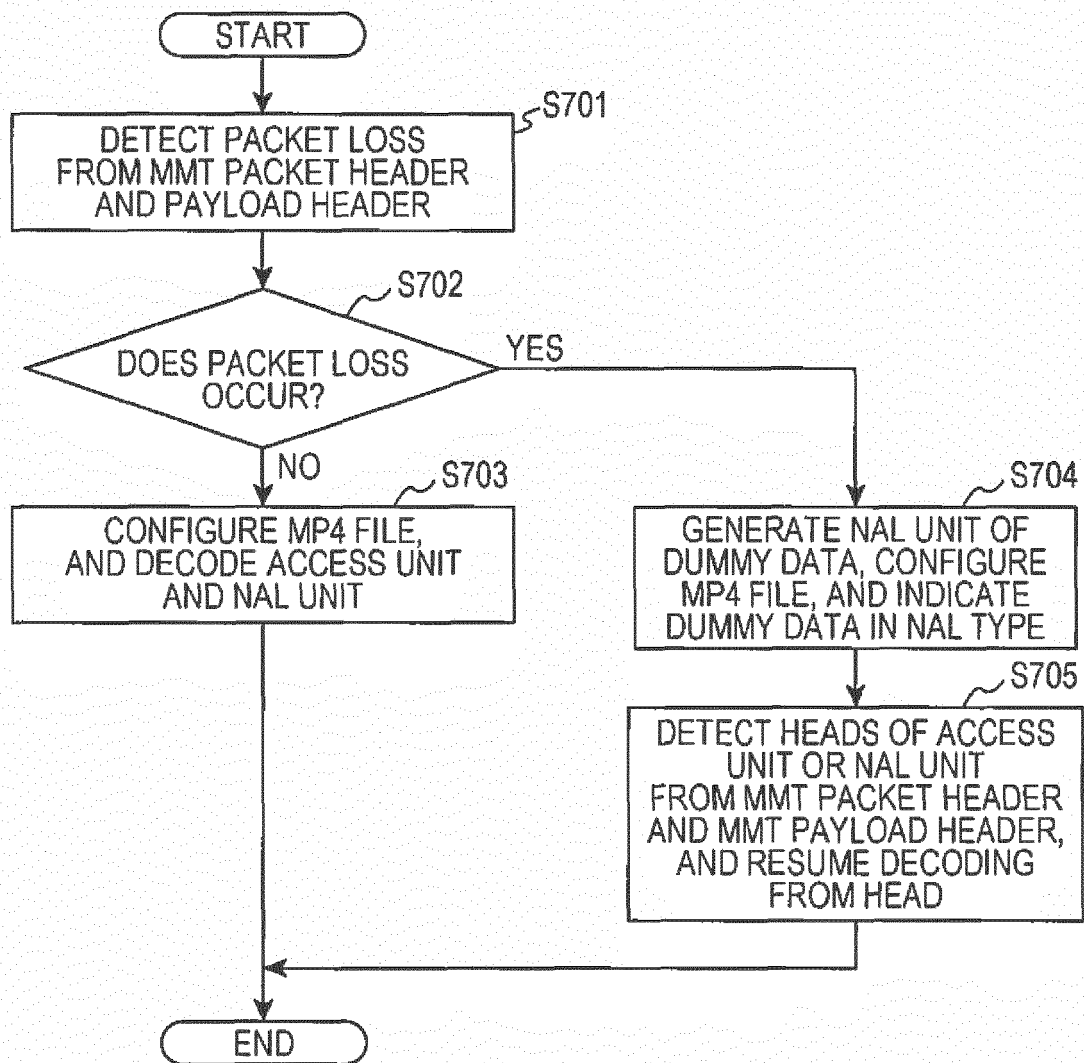 START
S701
DETECT PACKET LOSS
FROM MMT PACKET HEADER
AND PAYLOAD HEADER
S702
DOES PACKET LOSS
OCCUR?
YES
NO
S703
CONFIGURE MP4 FILE,
AND DECODE ACCESS UNIT
AND NAL UNIT
S704
GENERATE NAL UNIT OF
DUMMY DATA, CONFIGURE
MP4 FILE, AND INDICATE
DUMMY DATA IN NAL TYPE
S705
DETECT HEADS OF ACCESS
UNIT OR NAL UNIT
FROM MMT PACKET HEADER
AND MMT PAYLOAD HEADER,
AND RESUME DECODING
FROM HEAD
END